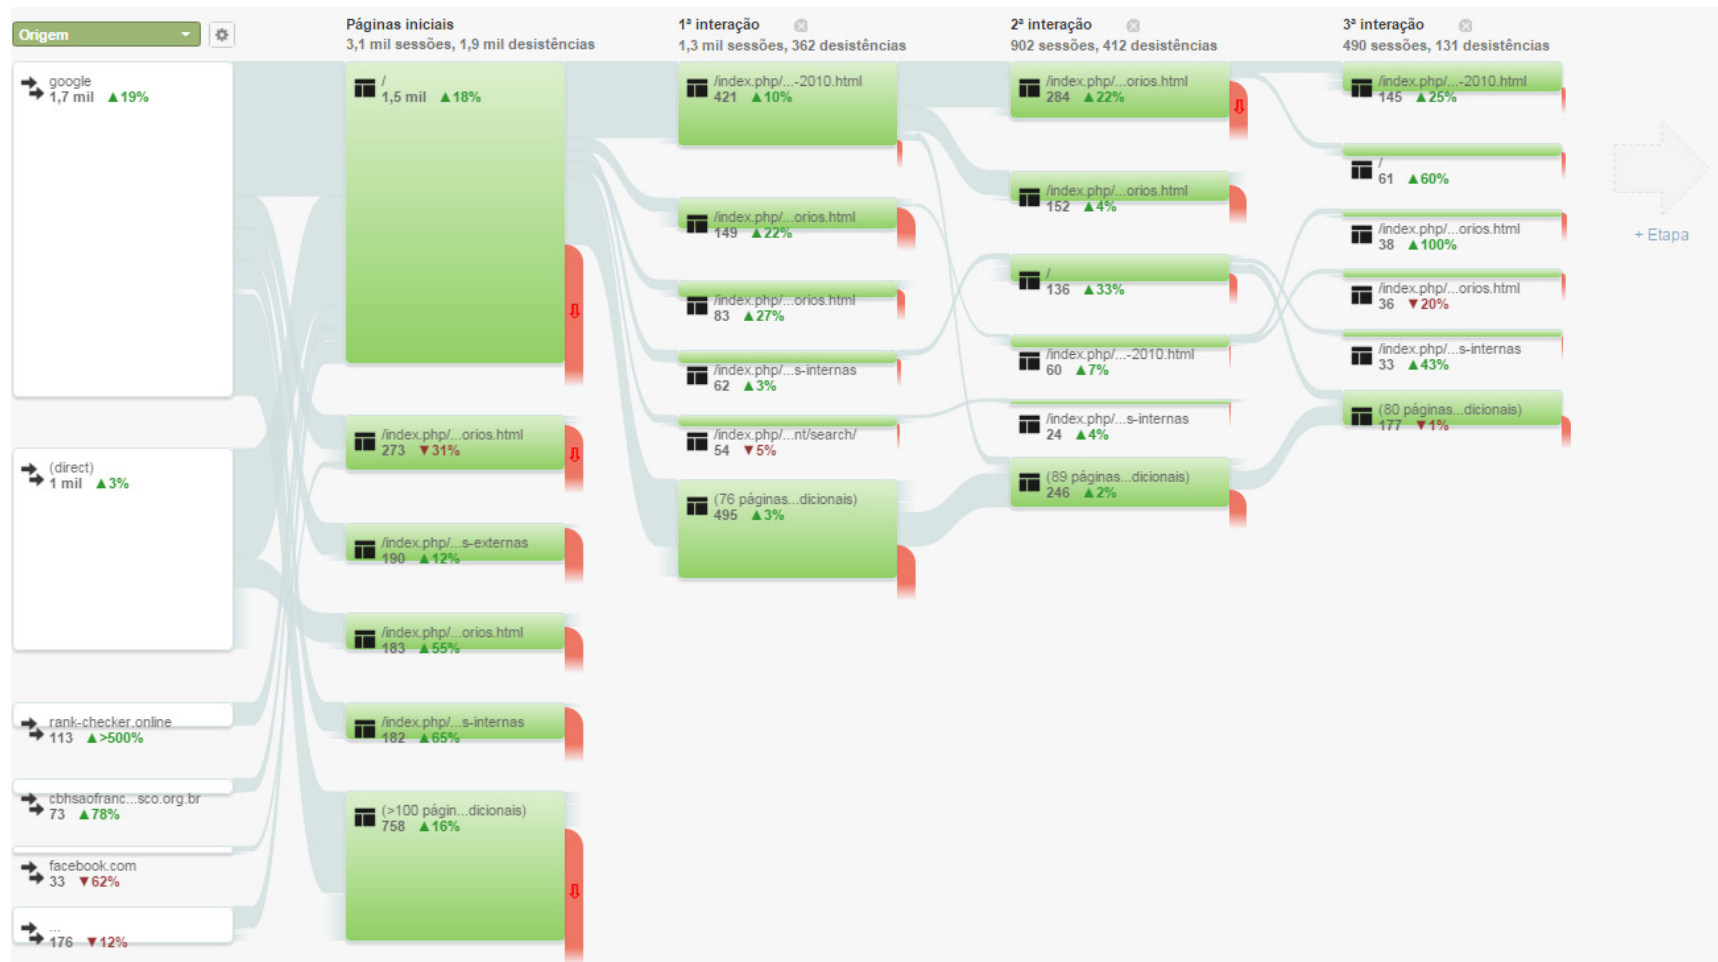 Origem
google
1,7 mil ▲19%
(direct)
1 mil ▲3%
rank-checker.online
113 ▲>500%
cbhsaofranc...sco.org.br
73 ▲78%
facebook.com
33 ▼62%
...
176 ▼12%
Páginas iniciais
3,1 mil sessões, 1,9 mil desistências
/
1,5 mil ▲18%
/index.php/...orios.html
273 ▼31%
/index.php/...s-externas
190 ▲12%
/index.php/...orios.html
183 ▲55%
/index.php/...s-internas
182 ▲65%
(>100 págin...dicionais)
758 ▲16%
1ª interação
1,3 mil sessões, 362 desistências
/index.php/...-2010.html
421 ▲10%
/index.php/...orios.html
149 ▲22%
/index.php/...orios.html
83 ▲27%
/index.php/...s-internas
62 ▲3%
/index.php/...nt/search/
54 ▼5%
(76 páginas...dicionais)
495 ▲3%
2ª interação
902 sessões, 412 desistências
/index.php/...orios.html
284 ▲22%
/index.php/...orios.html
152 ▲4%
/
136 ▲33%
/index.php/...-2010.html
60 ▲7%
/index.php/...s-internas
24 ▲4%
(89 páginas...dicionais)
246 ▲2%
3ª interação
490 sessões, 131 desistências
/index.php/...-2010.html
145 ▲25%
/
61 ▲60%
/index.php/...orios.html
38 ▲100%
/index.php/...orios.html
36 ▼20%
/index.php/...s-internas
33 ▲43%
(80 páginas...dicionais)
177 ▼1%
+ Etapa